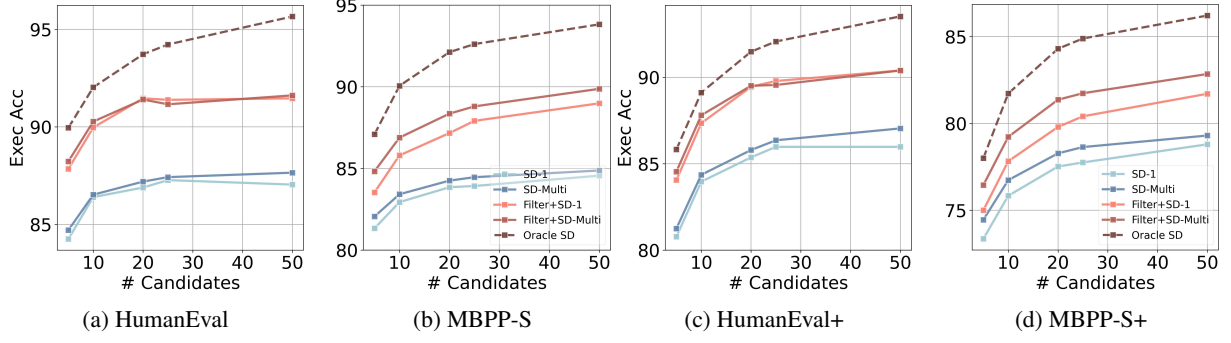 Exec Acc
95
90
85
10
20
30
40
50
# Candidates
(a) HumanEval
95
90
85
80
10
20
30
40
50
# Candidates
SD-1
SD-Multi
Filter+SD-1
Filter+SD-Multi
Oracle SD
(b) MBPP-S
Exec Acc
90
85
80
10
20
30
40
50
# Candidates
(c) HumanEval+
85
80
75
10
20
30
40
50
# Candidates
SD-1
SD-Multi
Filter+SD-1
Filter+SD-Multi
Oracle SD
(d) MBPP-S+